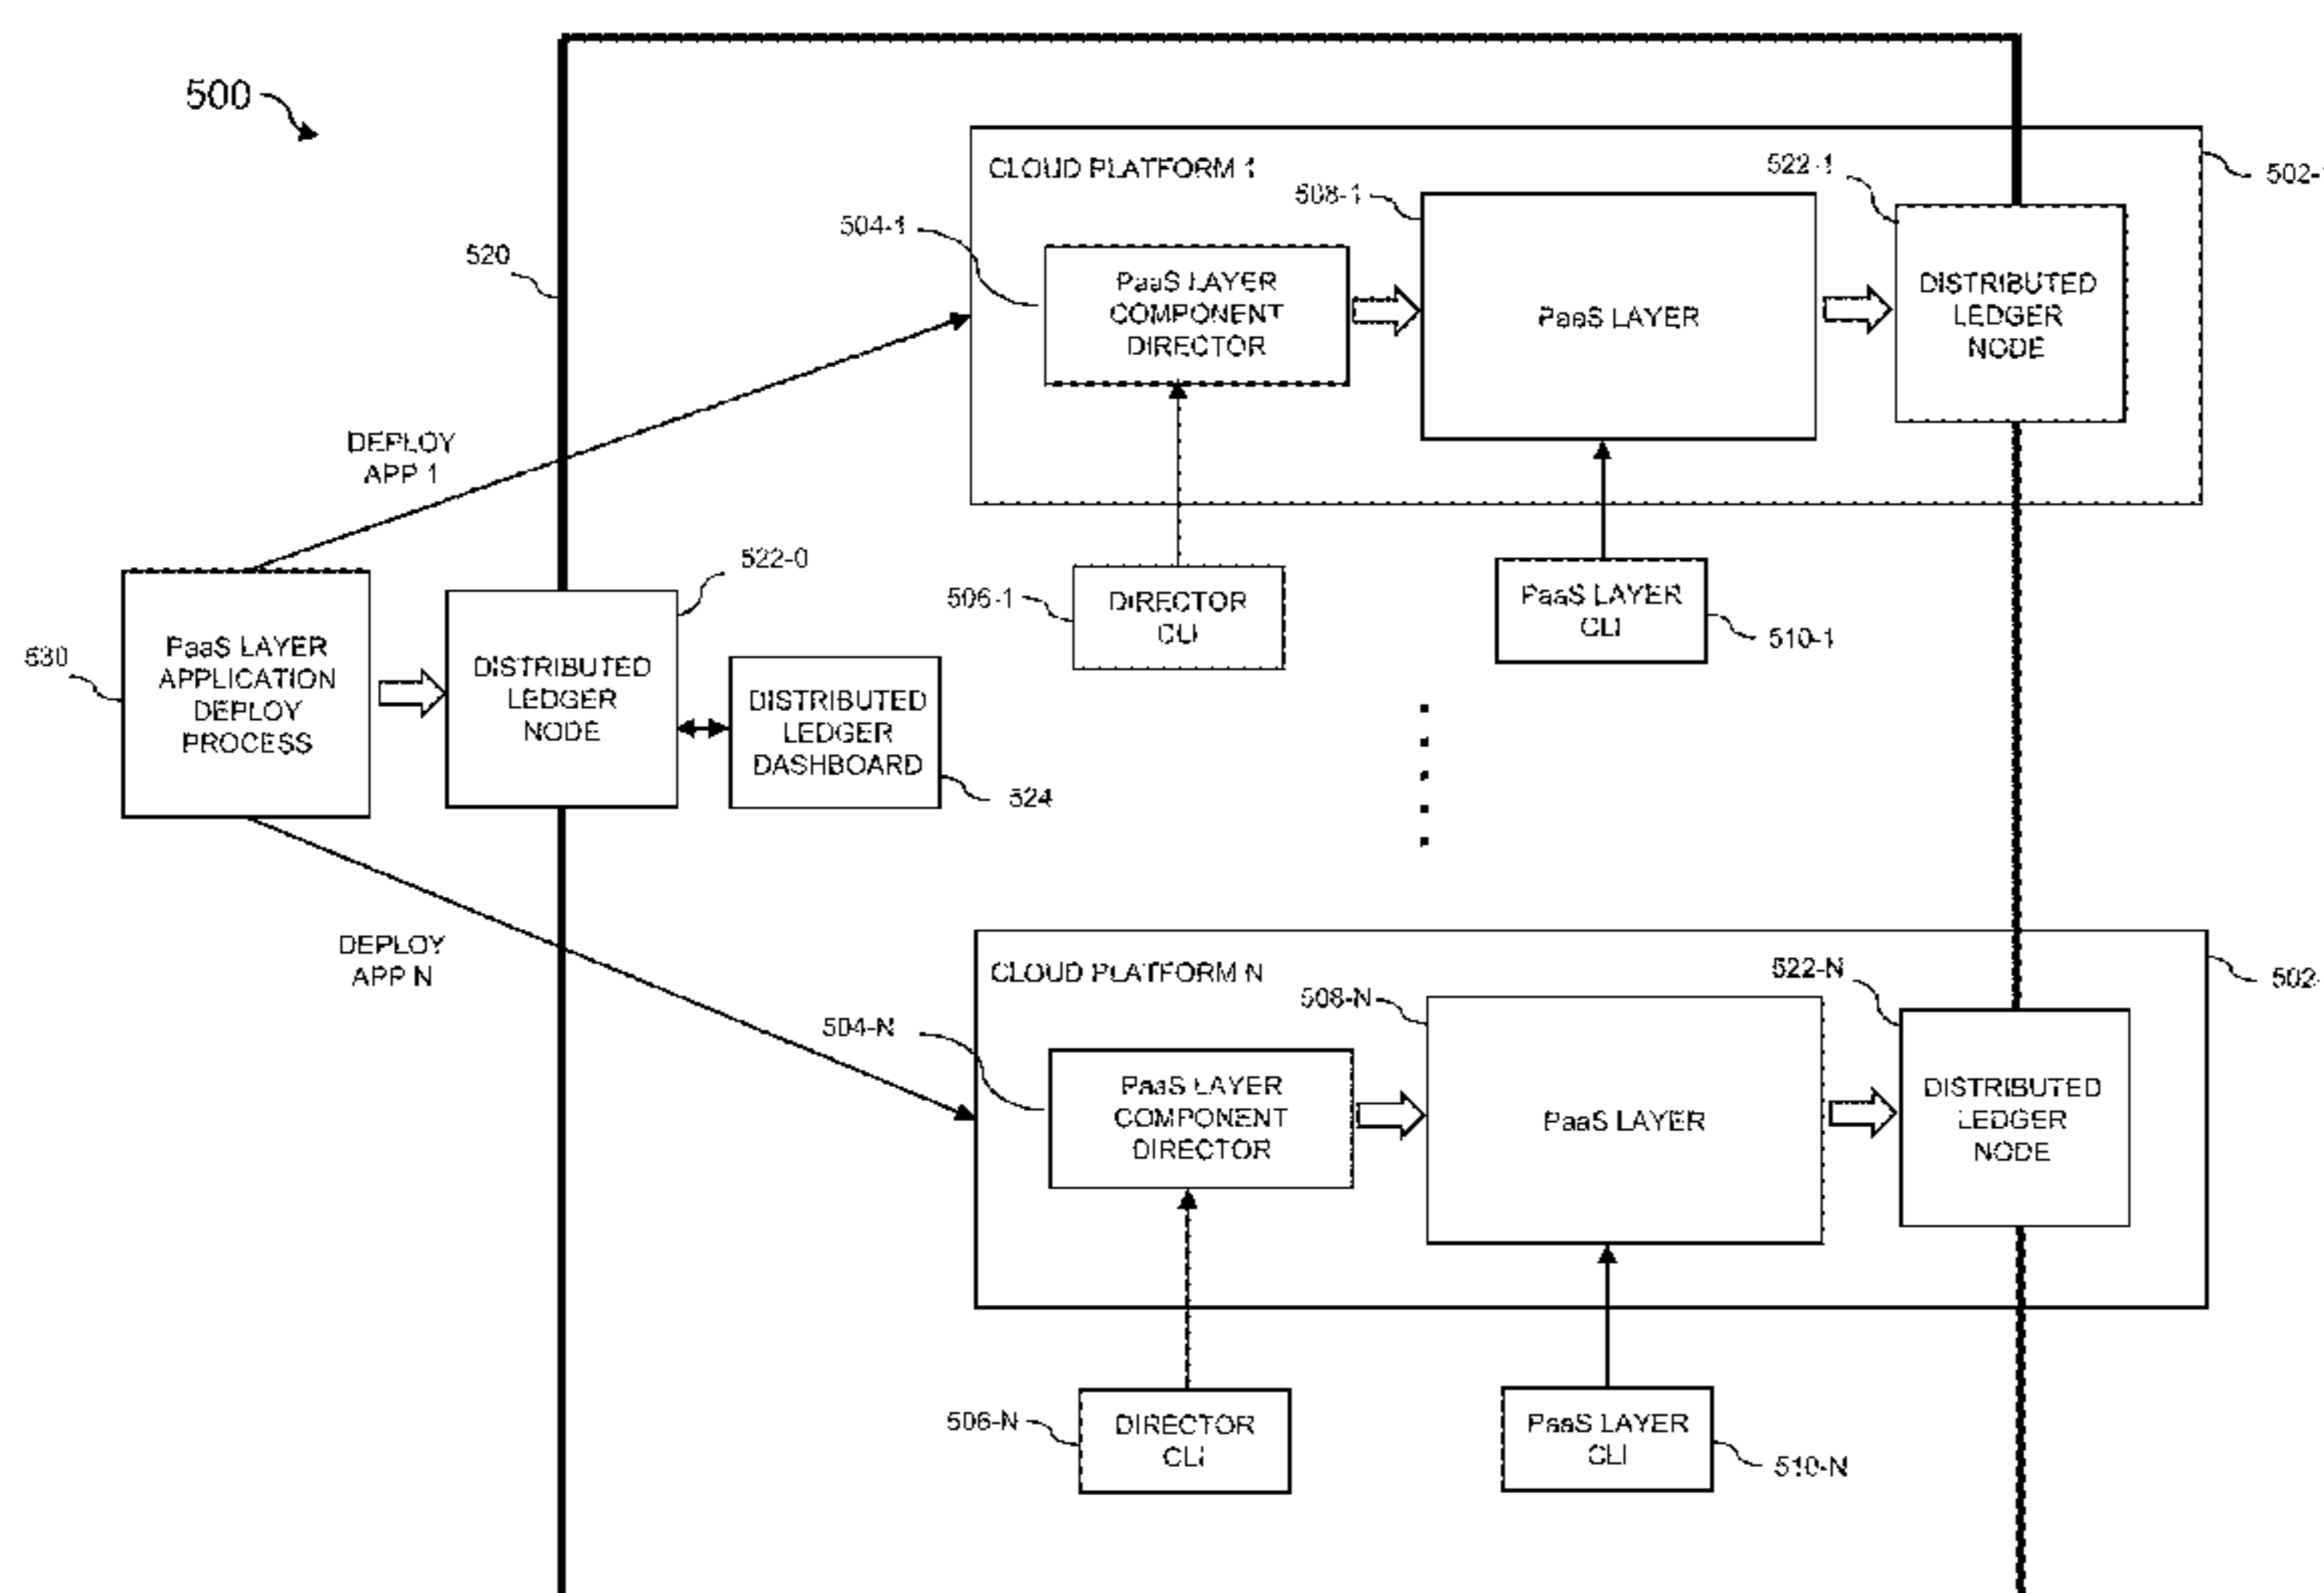 500
CLOUD PLATFORM 1
522-1
502-
508-1
504-1
520
PaaS LAYER
COMPONENT
DIRECTOR
PaaS LAYER
DISTRIBUTED
LEDGER
NODE
DEPLOY
APP 1
522-0
506-1
DIRECTOR
CLI
PaaS LAYER
CLI
510-1
530
PaaS LAYER
APPLICATION
DEPLOY
PROCESS
DISTRIBUTED
LEDGER
NODE
DISTRIBUTED
LEDGER
DASHBOARD
524
DEPLOY
APP N
CLOUD PLATFORM N
522-N
502-
508-N
504-N
PaaS LAYER
COMPONENT
DIRECTOR
PaaS LAYER
DISTRIBUTED
LEDGER
NODE
506-N
DIRECTOR
CLI
PaaS LAYER
CLI
510-N